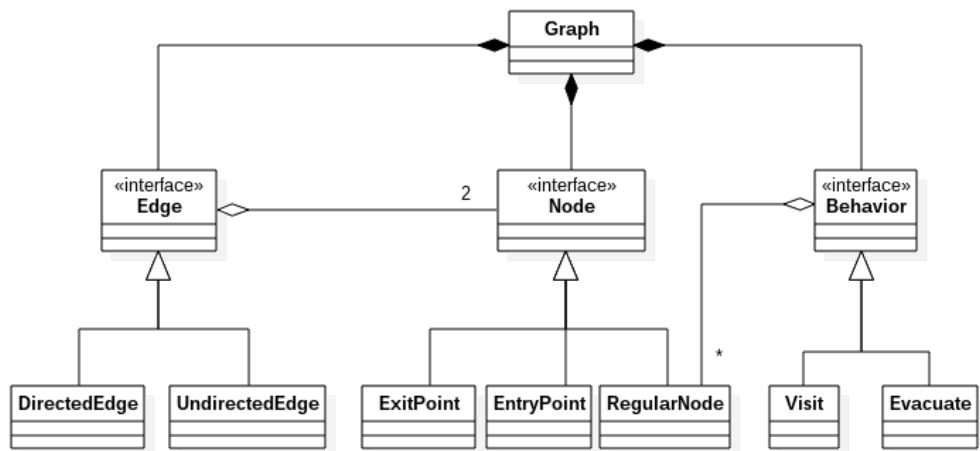 Graph
«interface»
Edge
2
«interface»
Node
«interface»
Behavior
*
DirectedEdge
UndirectedEdge
ExitPoint
EntryPoint
RegularNode
Visit
Evacuate